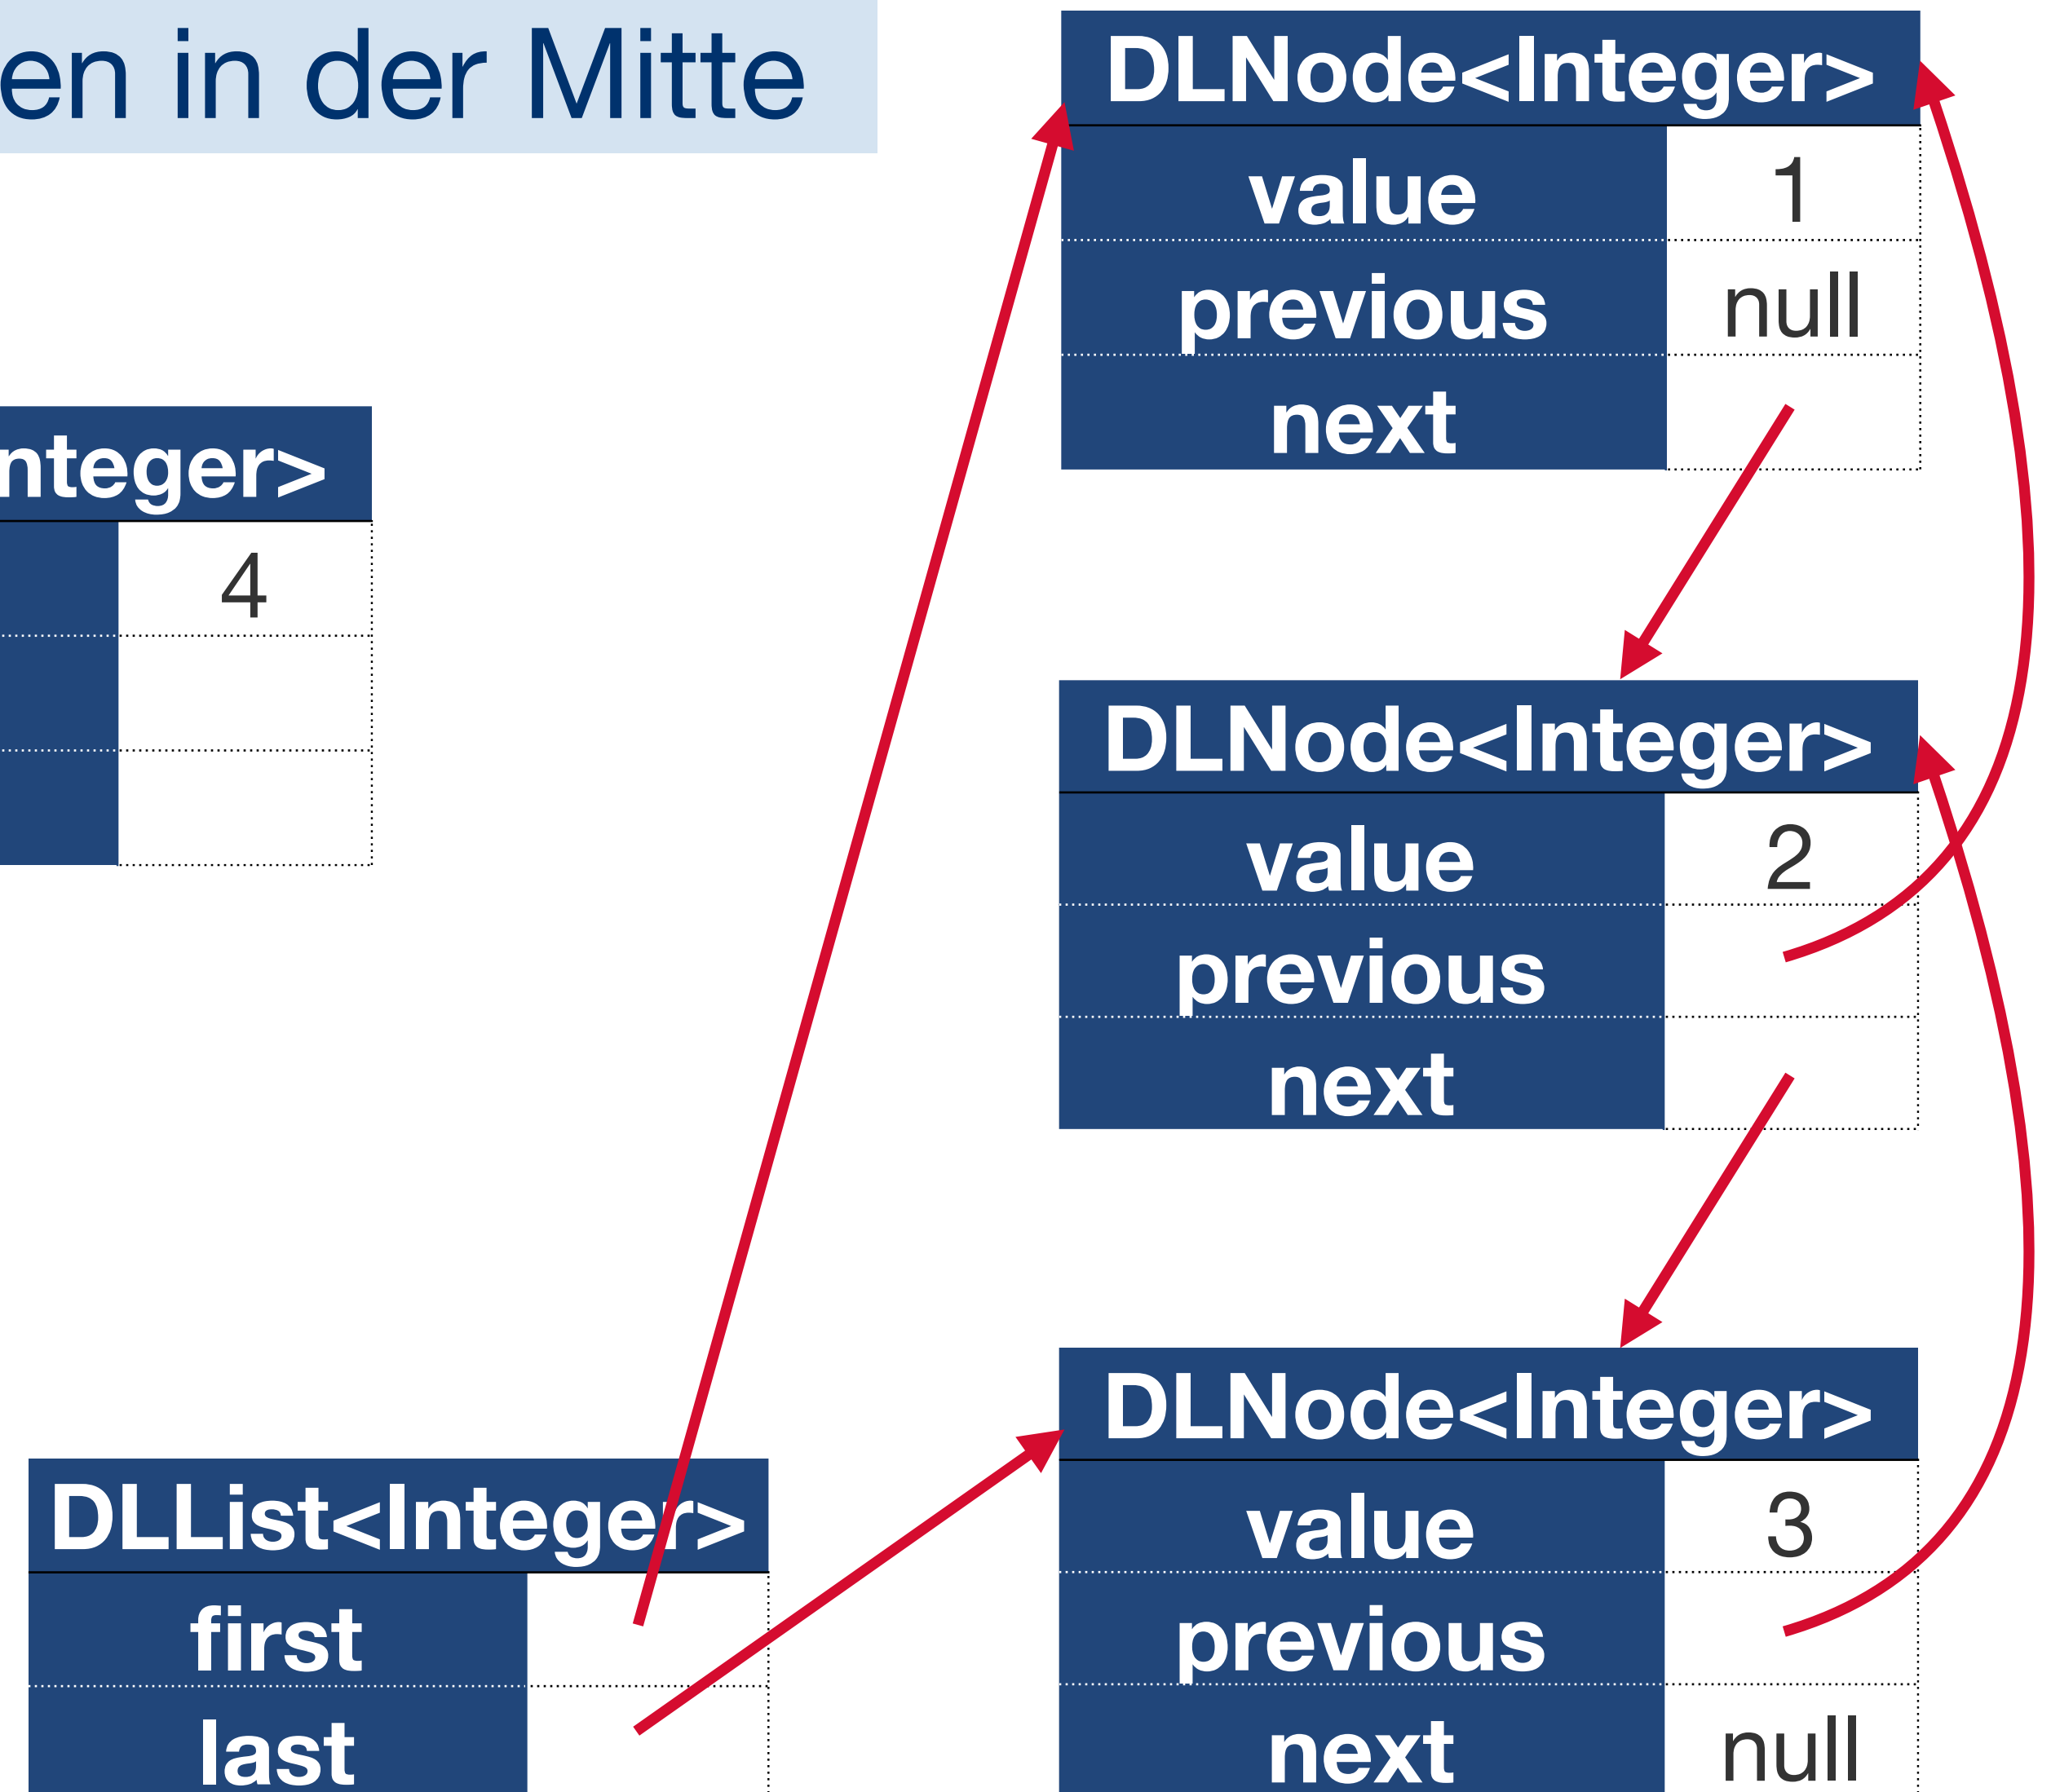 en in der Mitte
nteger>
4
DLNode<Integer>
value 1
previous null
next
DLNode<Integer>
value 2
previous
next
DLList<Integer>
first
last
DLNode<Integer>
value 3
previous
next null